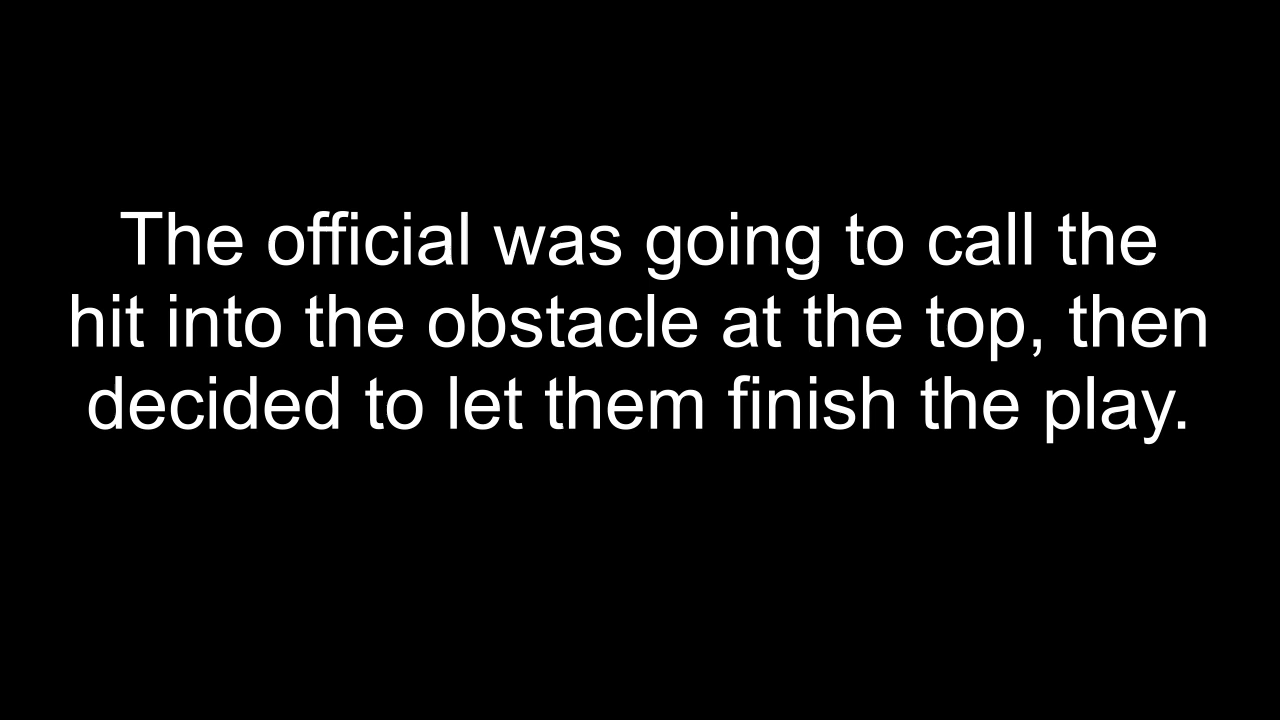 The official was going to call the
hit into the obstacle at the top, then
decided to let them finish the play.